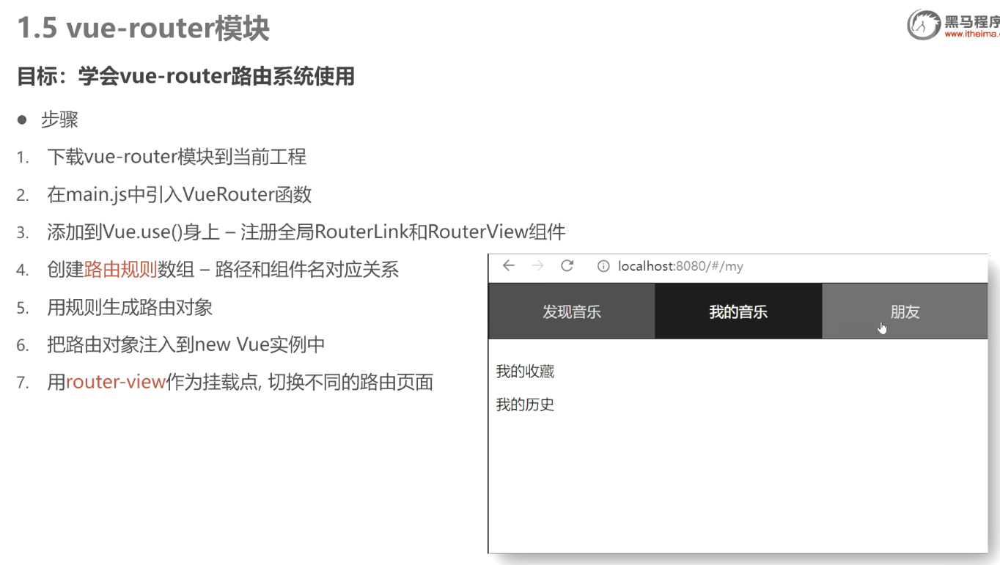 1.5 vue-router模块
黑马程序
www.itheima.
目标：学会vue-router路由系统使用
● 步骤
1. 下载vue-router模块到当前工程
2. 在main.js中引入VueRouter函数
3. 添加到Vue.use()身上 – 注册全局RouterLink和RouterView组件
4. 创建路由规则数组 – 路径和组件名对应关系
5. 用规则生成路由对象
6. 把路由对象注入到new Vue实例中
7. 用router-view作为挂载点, 切换不同的路由页面
localhost:8080/#/my
发现音乐 我的音乐 朋友
我的收藏
我的历史